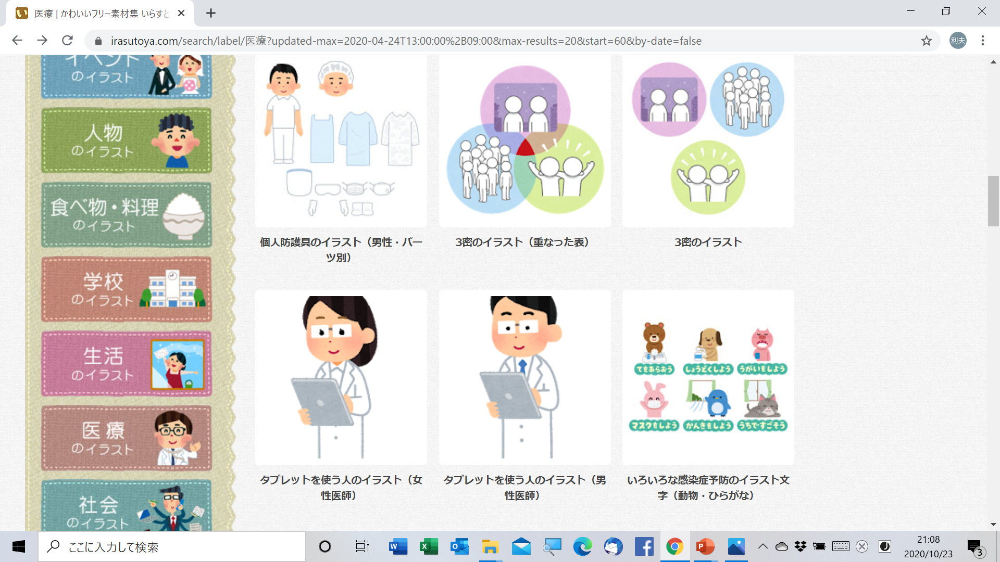 医療 | かわいいフリー素材集 いらすと
irasutoya.com/search/label/医療?updated-max=2020-04-24T13:00:00%2B09:00&max-results=20&start=60&by-date=false
利夫
イベント
のイラスト
人物
のイラスト
食べ物・料理
のイラスト
学校
のイラスト
生活
のイラスト
医療
のイラスト
社会
のイラスト
個人防護具のイラスト（男性・パー
ツ別）
3密のイラスト（重なった表）
3密のイラスト
てをあらおう
しょうどくしよう
うがいをしよう
マスクをしよう
かんきをしよう
うちですごそう
タブレットを使う人のイラスト（女
性医師）
タブレットを使う人のイラスト（男
性医師）
いろいろな感染症予防のイラスト文
字（動物・ひらがな）
ここに入力して検索
21:08
2020/10/23
3